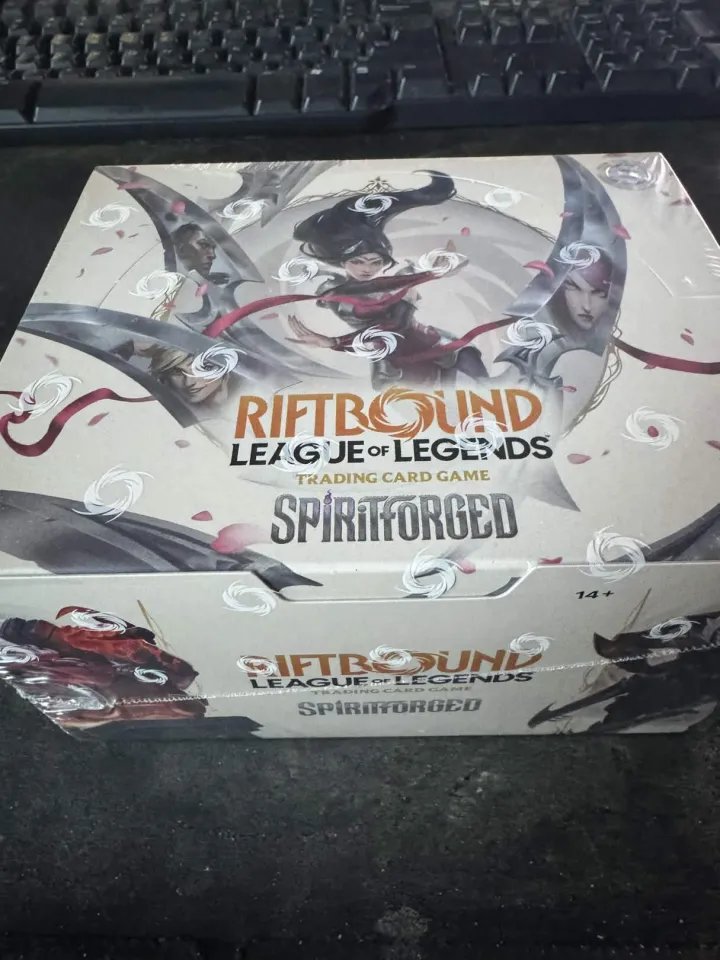 RIFTBOUND
LEAGUE OF LEGENDS
TRADING CARD GAME
SPIRITFORGED
14+
RIFTBOUND
LEAGUE OF LEGENDS
TRADING CARD GAME
SPIRITFORGED